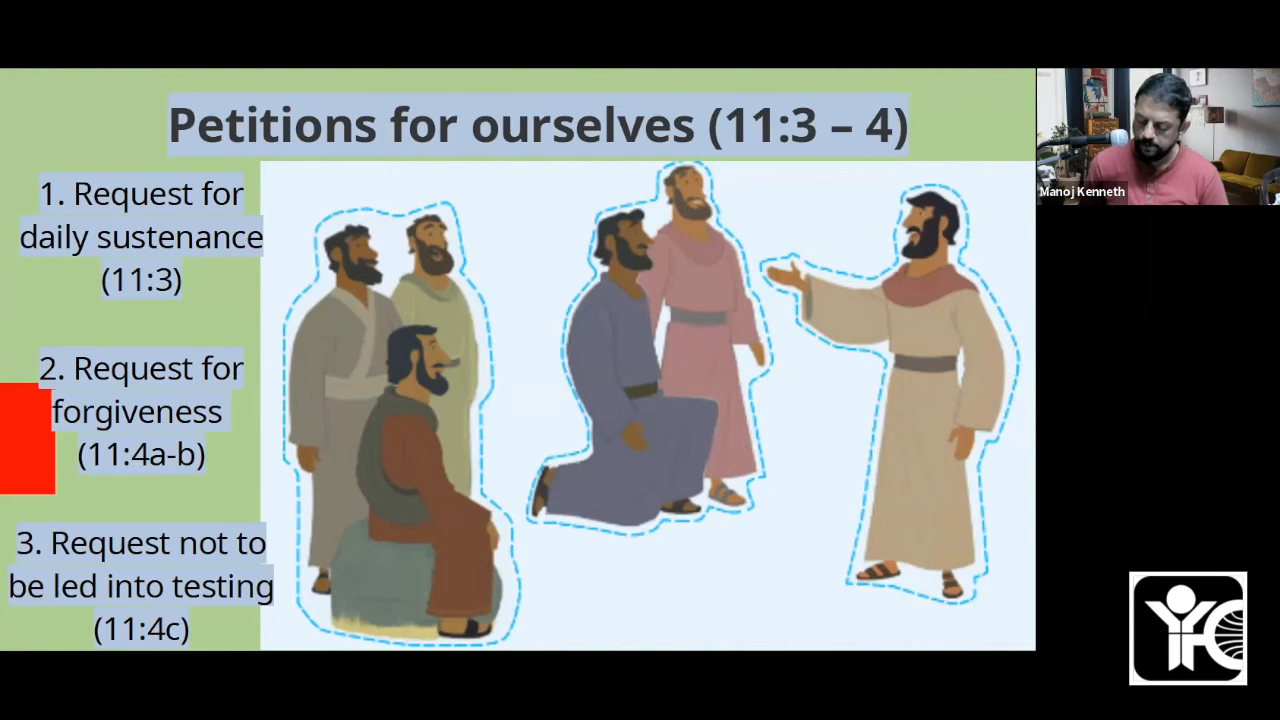 Petitions for ourselves (11:3 – 4)
1. Request for
daily sustenance
(11:3)
2. Request for
forgiveness
(11:4a-b)
3. Request not to
be led into testing
(11:4c)
Manoj Kenneth
YFC